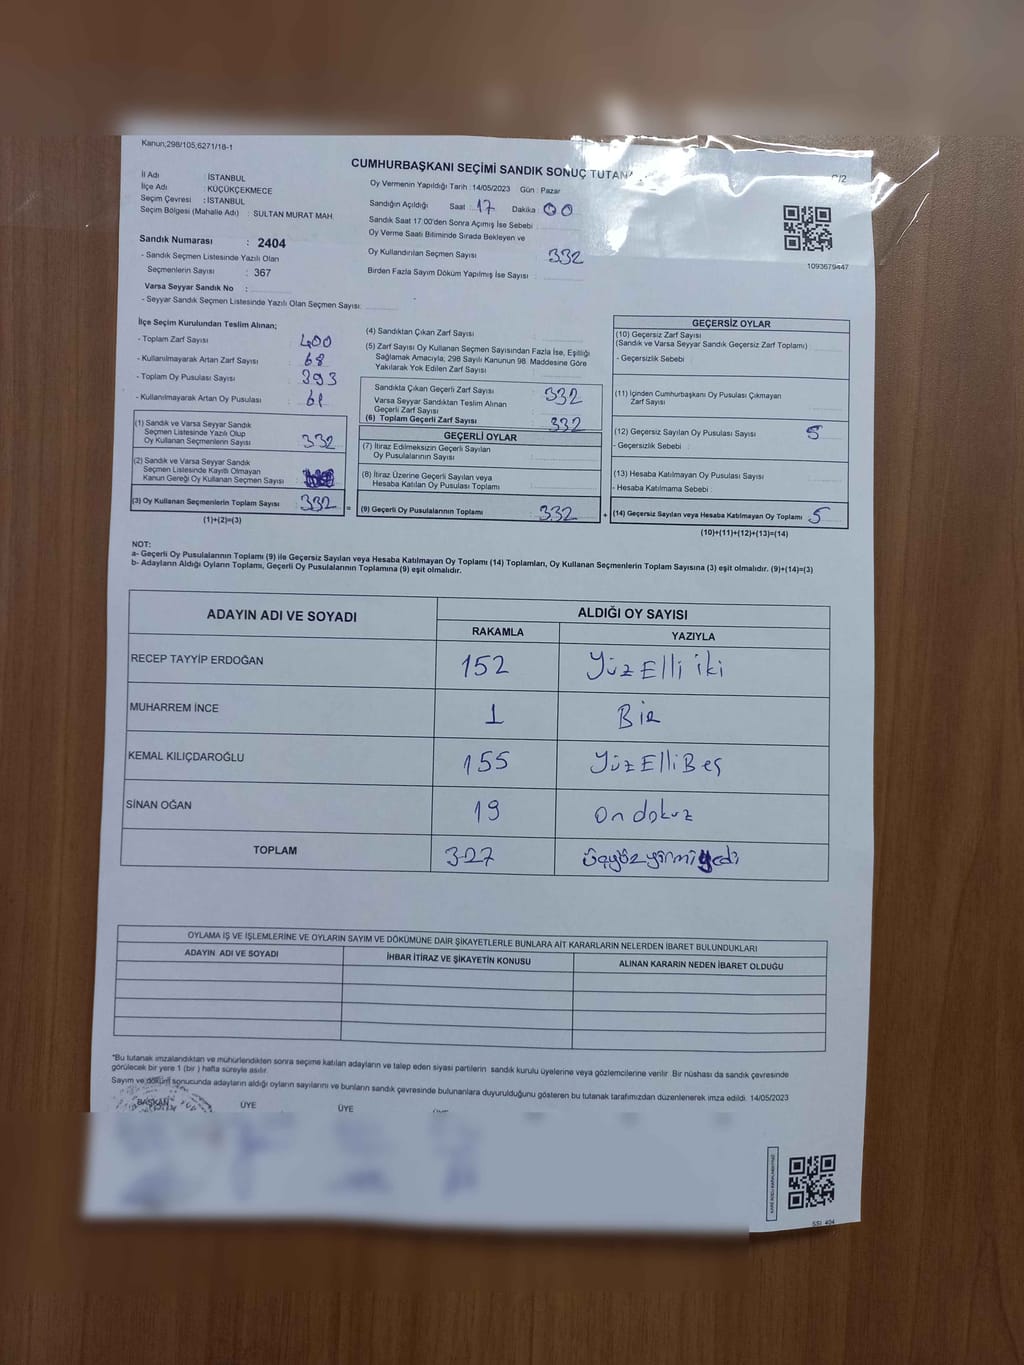 Kanun,298/105,6271/18-1
CUMHURBAŞKANI SEÇİMİ SANDIK SONUÇ
İl Adı : İSTANBUL
İlçe Adı : KÜÇÜKÇEKMECE
Seçim Çevresi : İSTANBUL
Seçim Bölgesi (Mahalle Adı) : SULTAN MURAT MAH.
Oy Vermenin Yapıldığı Tarih : 14/05/2023 Gün : Pazar
Sandığın Açıldığı Saat : 17 Dakika : 00
Sandık Saat 17.00'den Sonra Açımış İse Sebebi :
Oy Verme Saati Bitiminde Sırada Bekleyen ve
Oy Kullandırılan Seçmen Sayısı : 332
Birden Fazla Sayım Döküm Yapılmış İse Sayısı :
1093679447
Sandık Numarası : 2404
- Sandık Seçmen Listesinde Yazılı Olan
Seçmenlerin Sayısı : 367
Varsa Seyyar Sandık No :
- Seyyar Sandık Seçmen Listesinde Yazılı Olan Seçmen Sayısı:
İlçe Seçim Kurulundan Teslim Alınan;
- Toplam Zarf Sayısı : 400
- Kullanılmayarak Artan Zarf Sayısı : 68
- Toplam Oy Pusulası Sayısı : 393
- Kullanılmayarak Artan Oy Pusulası : 61
(1) Sandık ve Varsa Seyyar Sandık
Seçmen Listesinde Yazılı Olup
Oy Kullanan Seçmenlerin Sayısı : 332
(2) Sandık ve Varsa Seyyar Sandık
Seçmen Listesinde Kayıtlı Olmayan
Kanun Gereği Oy Kullanan Seçmen Sayısı :
(3) Oy Kullanan Seçmenlerin Toplam Sayısı : 332 =
(1)+(2)=(3)
(4) Sandıktan Çıkan Zarf Sayısı :
(5) Zarf Sayısı Oy Kullanan Seçmen Sayısından Fazla İse, Eşitliği
Sağlamak Amacıyla; 298 Sayılı Kanunun 98. Maddesine Göre
Yakılarak Yok Edilen Zarf Sayısı :
Sandıkta Çıkan Geçerli Zarf Sayısı : 332
Varsa Seyyar Sandıktan Teslim Alınan
Geçerli Zarf Sayısı :
(6) Toplam Geçerli Zarf Sayısı : 332
GEÇERLİ OYLAR
(7) İtiraz Edilmeksizin Geçerli Sayılan
Oy Pusulalarının Sayısı :
(8) İtiraz Üzerine Geçerli Sayılan veya
Hesaba Katılan Oy Pusulası Toplamı :
(9) Geçerli Oy Pusulalarının Toplamı : 332 +
GEÇERSİZ OYLAR
(10) Geçersiz Zarf Sayısı
(Sandık ve Varsa Seyyar Sandık Geçersiz Zarf Toplamı) :
- Geçersizlik Sebebi :
(11) İçinden Cumhurbaşkanı Oy Pusulası Çıkmayan
Zarf Sayısı :
(12) Geçersiz Sayılan Oy Pusulası Sayısı : 5
- Geçersizlik Sebebi :
(13) Hesaba Katılmayan Oy Pusulası Sayısı :
- Hesaba Katılmama Sebebi :
(14) Geçersiz Sayılan veya Hesaba Katılmayan Oy Toplamı : 5
(10)+(11)+(12)+(13)=(14)
NOT:
a- Geçerli Oy Pusulalarının Toplamı (9) ile Geçersiz Sayılan veya Hesaba Katılmayan Oy Toplamı (14) Toplamları, Oy Kullanan Seçmenlerin Toplam Sayısına (3) eşit olmalıdır. (9)+(14)=(3)
b- Adayların Aldığı Oyların Toplamı, Geçerli Oy Pusulalarının Toplamına (9) eşit olmalıdır.
ADAYIN ADI VE SOYADI
ALDIĞI OY SAYISI
RAKAMLA YAZIYLA
RECEP TAYYİP ERDOĞAN 152 YüzElli iki
MUHARREM İNCE 1 Bir
KEMAL KILIÇDAROĞLU 155 YüzElliBeş
SİNAN OĞAN 19 On dokuz
TOPLAM 327 üçyüzyirmiyedi
OYLAMA İŞ VE İŞLEMLERİNE VE OYLARIN SAYIM VE DÖKÜMÜNE DAİR ŞİKAYETLERLE BUNLARA AİT KARARLARIN NELERDEN İBARET BULUNDUKLARI
ADAYIN ADI VE SOYADI İHBAR İTİRAZ VE ŞİKAYETİN KONUSU ALINAN KARARIN NEDEN İBARET OLDUĞU
*Bu tutanak imzalandıktan ve mühürlendikten sonra seçime katılan adayların ve talep eden siyasi partilerin sandık kurulu üyelerine veya gözlemcilerine verilir. Bir nüshası da sandık çevresinde
görülecek bir yere 1 (bir ) hafta süreyle asılır.
Sayım ve döküm sonucunda adayların aldığı oyların sayılarını ve bunların sandık çevresinde bulunanlara duyurulduğunu gösteren bu tutanak tarafımızdan düzenlenerek imza edildi. 14/05/2023
BAŞKAN ÜYE ÜYE